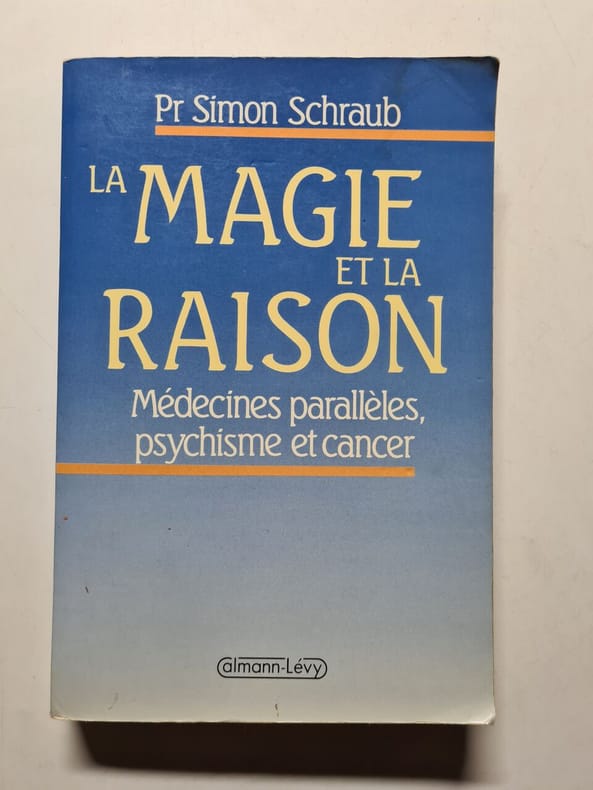 Pr Simon Schraub
LA MAGIE
ET LA
RAISON
Médecines parallèles,
psychisme et cancer
Calmann-Lévy